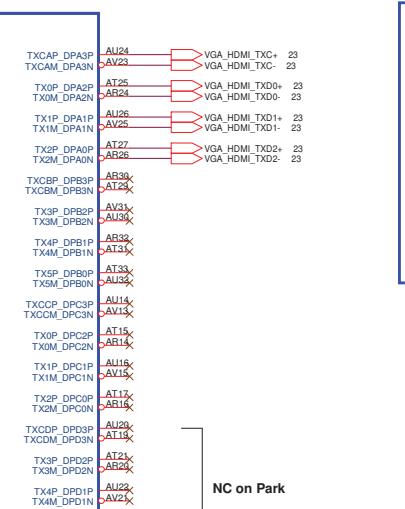 TXCAP_DPA3P AU24 VGA_HDMI_TXC+ 23
TXCAM_DPA3N AV23 VGA_HDMI_TXC- 23
TX0P_DPA2P AT25 VGA_HDMI_TXD0+ 23
TX0M_DPA2N AR24 VGA_HDMI_TXD0- 23
TX1P_DPA1P AU26 VGA_HDMI_TXD1+ 23
TX1M_DPA1N AV25 VGA_HDMI_TXD1- 23
TX2P_DPA0P AT27 VGA_HDMI_TXD2+ 23
TX2M_DPA0N AR26 VGA_HDMI_TXD2- 23
TXCBP_DPB3P AR30
TXCBM_DPB3N AT29
TX3P_DPB2P AV31
TX3M_DPB2N AU30
TX4P_DPB1P AR32
TX4M_DPB1N AT31
TX5P_DPB0P AT33
TX5M_DPB0N AU32
TXCCP_DPC3P AU14
TXCCM_DPC3N AV13
TX0P_DPC2P AT15
TX0M_DPC2N AR14
TX1P_DPC1P AU16
TX1M_DPC1N AV15
TX2P_DPC0P AT17
TX2M_DPC0N AR16
TXCDP_DPD3P AU20
TXCDM_DPD3N AT19
TX3P_DPD2P AT21
TX3M_DPD2N AR20
TX4P_DPD1P AU22
TX4M_DPD1N AV21
NC on Park